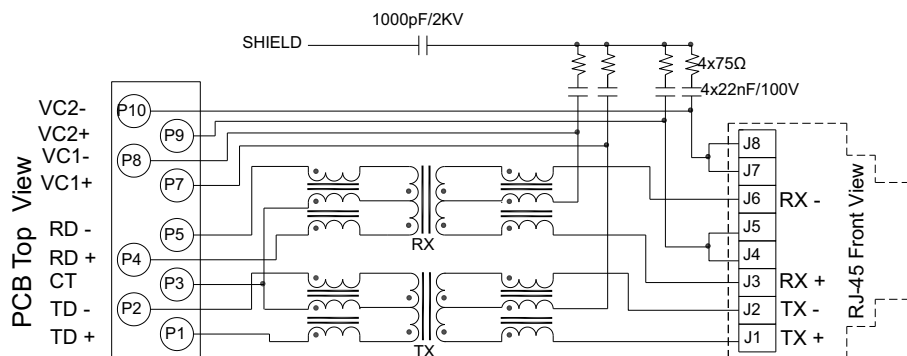 1000pF/2KV
SHIELD
4x75Ω
4x22nF/100V
VC2-
P10
VC2+
P9
VC1-
P8
VC1+
P7
RD -
P5
RD +
P4
CT
P3
TD -
P2
TD +
P1
PCB Top View
RX
TX
J8
J7
J6
RX -
J5
J4
J3
RX +
J2
TX -
J1
TX +
RJ-45 Front View